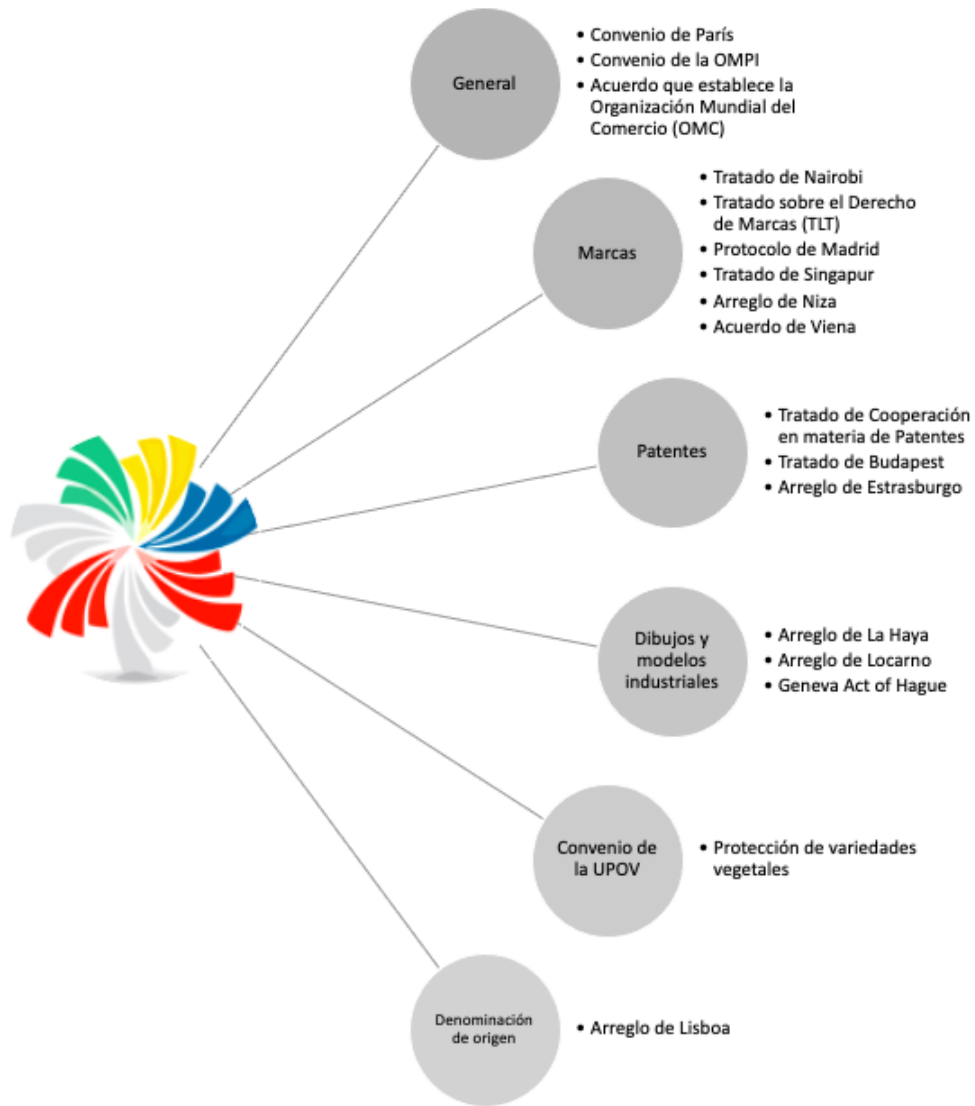 General
• Convenio de París
• Convenio de la OMPI
• Acuerdo que establece la
Organización Mundial del
Comercio (OMC)
Marcas
• Tratado de Nairobi
• Tratado sobre el Derecho
de Marcas (TLT)
• Protocolo de Madrid
• Tratado de Singapur
• Arreglo de Niza
• Acuerdo de Viena
Patentes
• Tratado de Cooperación
en materia de Patentes
• Tratado de Budapest
• Arreglo de Estrasburgo
Dibujos y
modelos
industriales
• Arreglo de La Haya
• Arreglo de Locarno
• Geneva Act of Hague
Convenio de
la UPOV
• Protección de variedades
vegetales
Denominación
de origen
• Arreglo de Lisboa